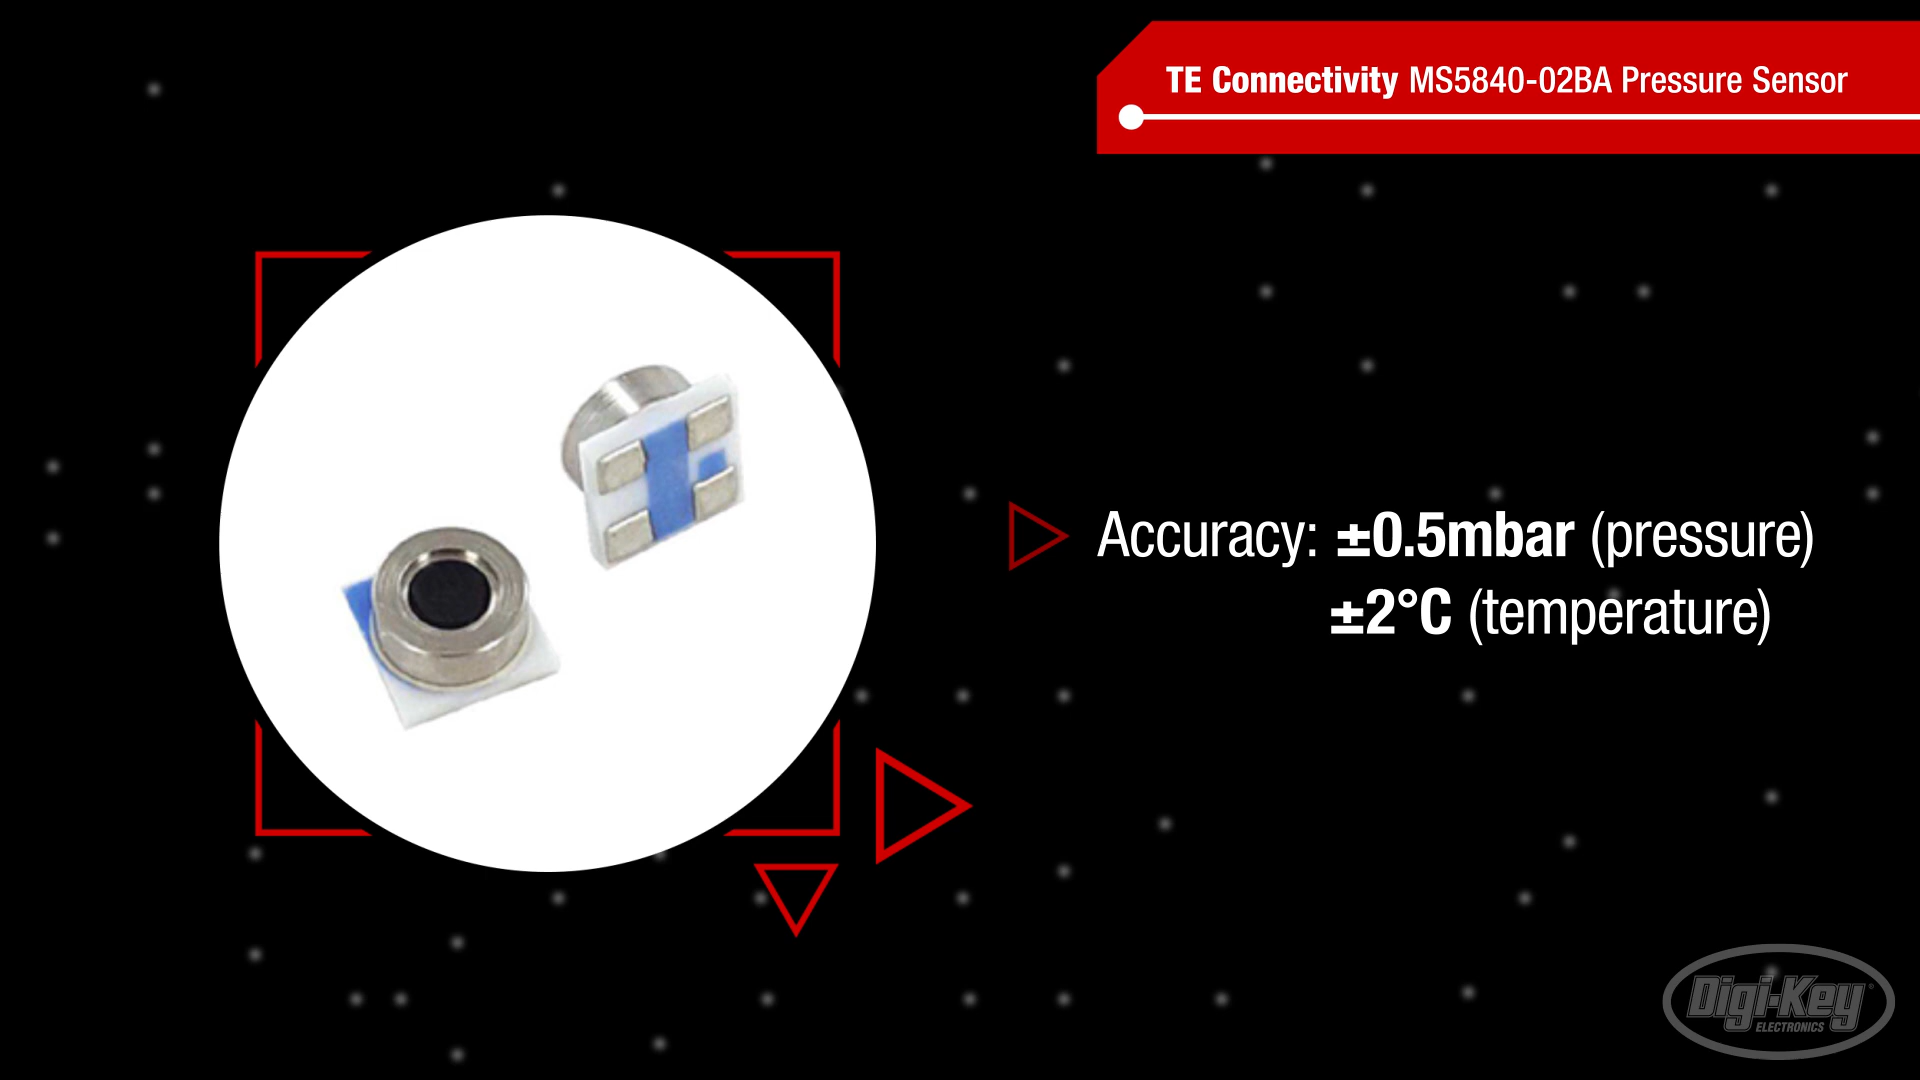 TE Connectivity MS5840-02BA Pressure Sensor
Accuracy: ±0.5mbar (pressure)
±2°C (temperature)
Digi-Key®
ELECTRONICS